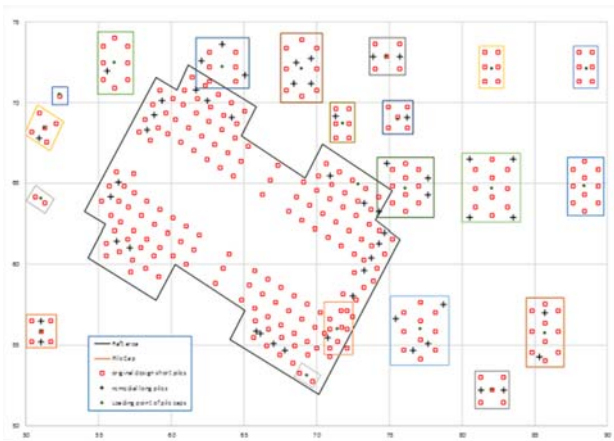 75
70
65
60
55
50
50 55 60 65 70 75 80 85 90
Raft area
Pile Cap
original design short piles
remedial long piles
Loading point of pile caps